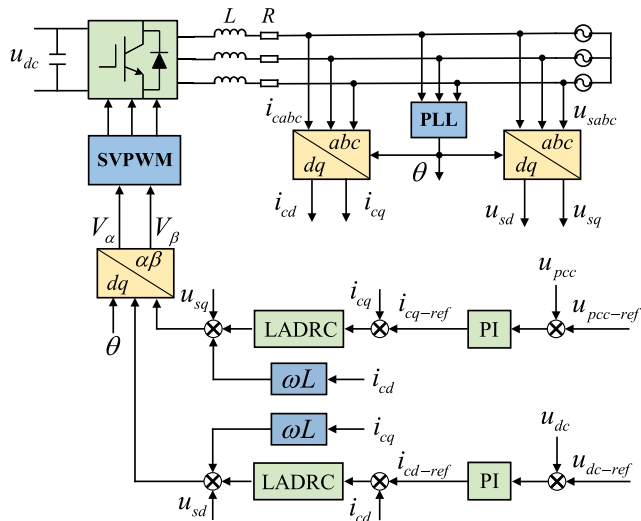 L R
u_dc
i_cabc
PLL
u_sabc
SVPWM
abc
dq
θ
abc
dq
i_cd
i_cq
u_sd
u_sq
V_α
V_β
αβ
dq
θ
u_sq
i_cq
u_pcc
LADRC
i_cq-ref
PI
u_pcc-ref
ωL
i_cd
ωL
i_cq
u_dc
LADRC
i_cd-ref
PI
u_dc-ref
u_sd
i_cd